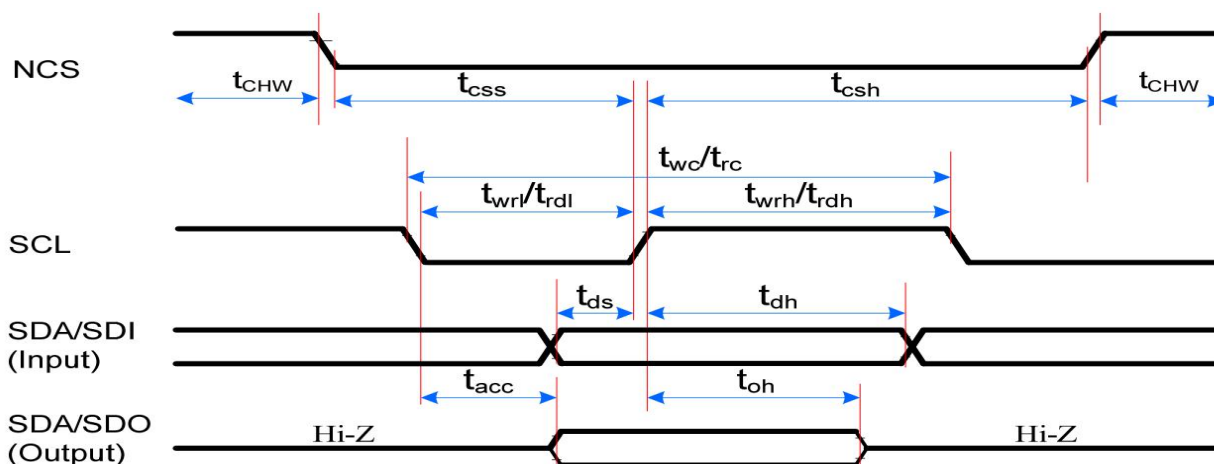 NCS
tCHW
tcss
tcsh
tCHW
twc/trc
twrl/trdl
twrh/trdh
SCL
tds
tdh
SDA/SDI
(Input)
tacc
toh
SDA/SDO
(Output)
Hi-Z
Hi-Z